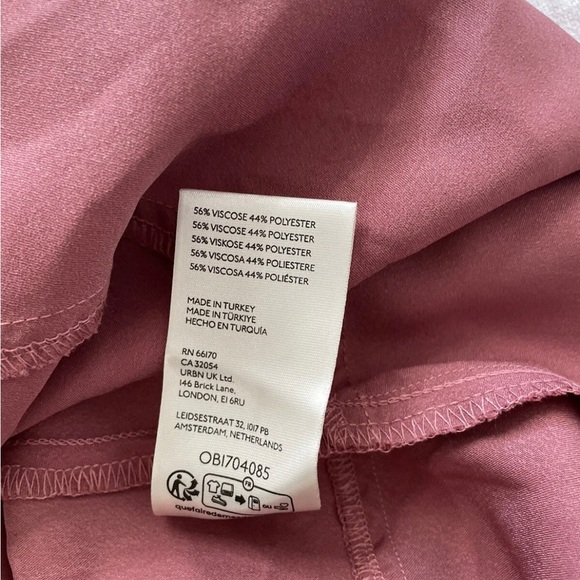 56% VISCOSE 44% POLYESTER
56% VISCOSE 44% POLYESTER
56% VISKOSE 44% POLYESTER
56% VISCOSA 44% POLIESTERE
56% VISCOSA 44% POLIÉSTER
MADE IN TURKEY
MADE IN TÜRKIYE
HECHO EN TURQUÍA
RN 66170
CA 32054
URBN UK Ltd.
146 Brick Lane,
LONDON, E1 6RU
LEIDSESTRAAT 32, 1017 PB
AMSTERDAM, NETHERLANDS
OB1704085
FR
OU